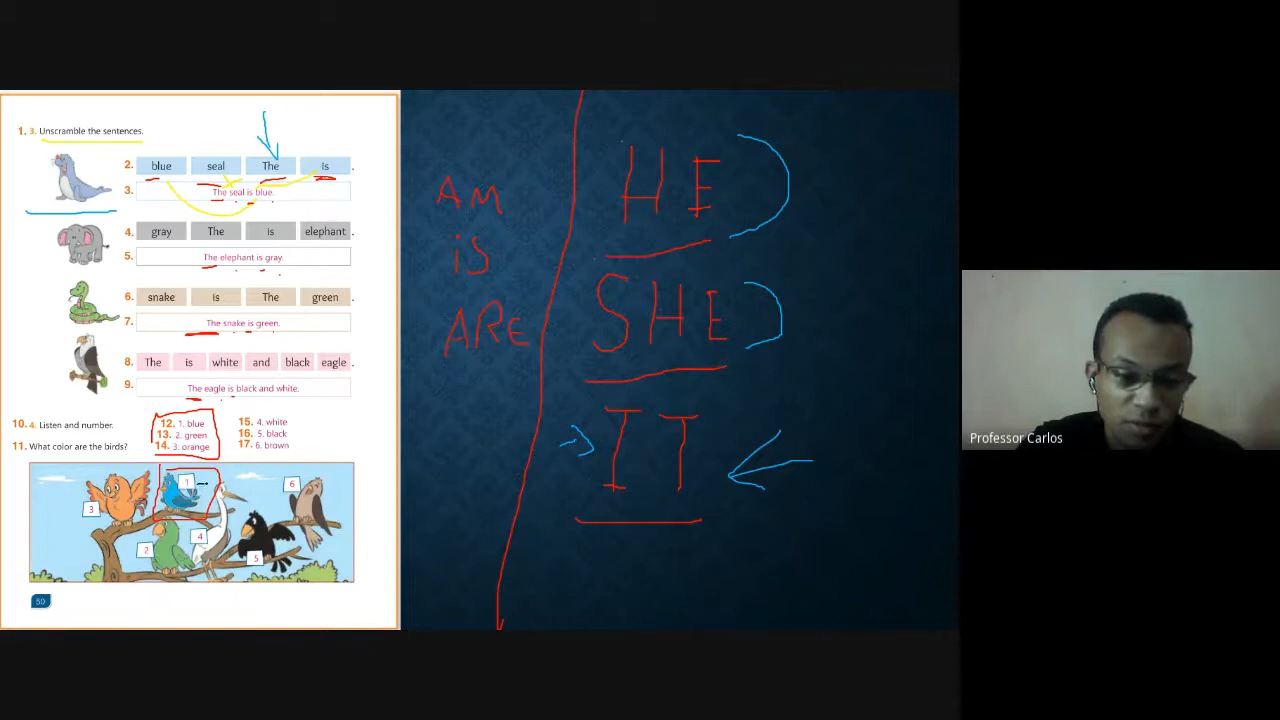 1. 3. Unscramble the sentences.
2. blue seal The is .
3. The seal is blue.
4. gray The is elephant .
5. The elephant is gray.
6. snake is The green .
7. The snake is green.
8. The is white and black eagle .
9. The eagle is black and white.
10. 4. Listen and number.
11. What color are the birds?
12. 1. blue
13. 2. green
14. 3. orange
15. 4. white
16. 5. black
17. 6. brown
1
6
3
4
2
5
50
AM
iS
ARE
HE
SHE
IT
Professor Carlos